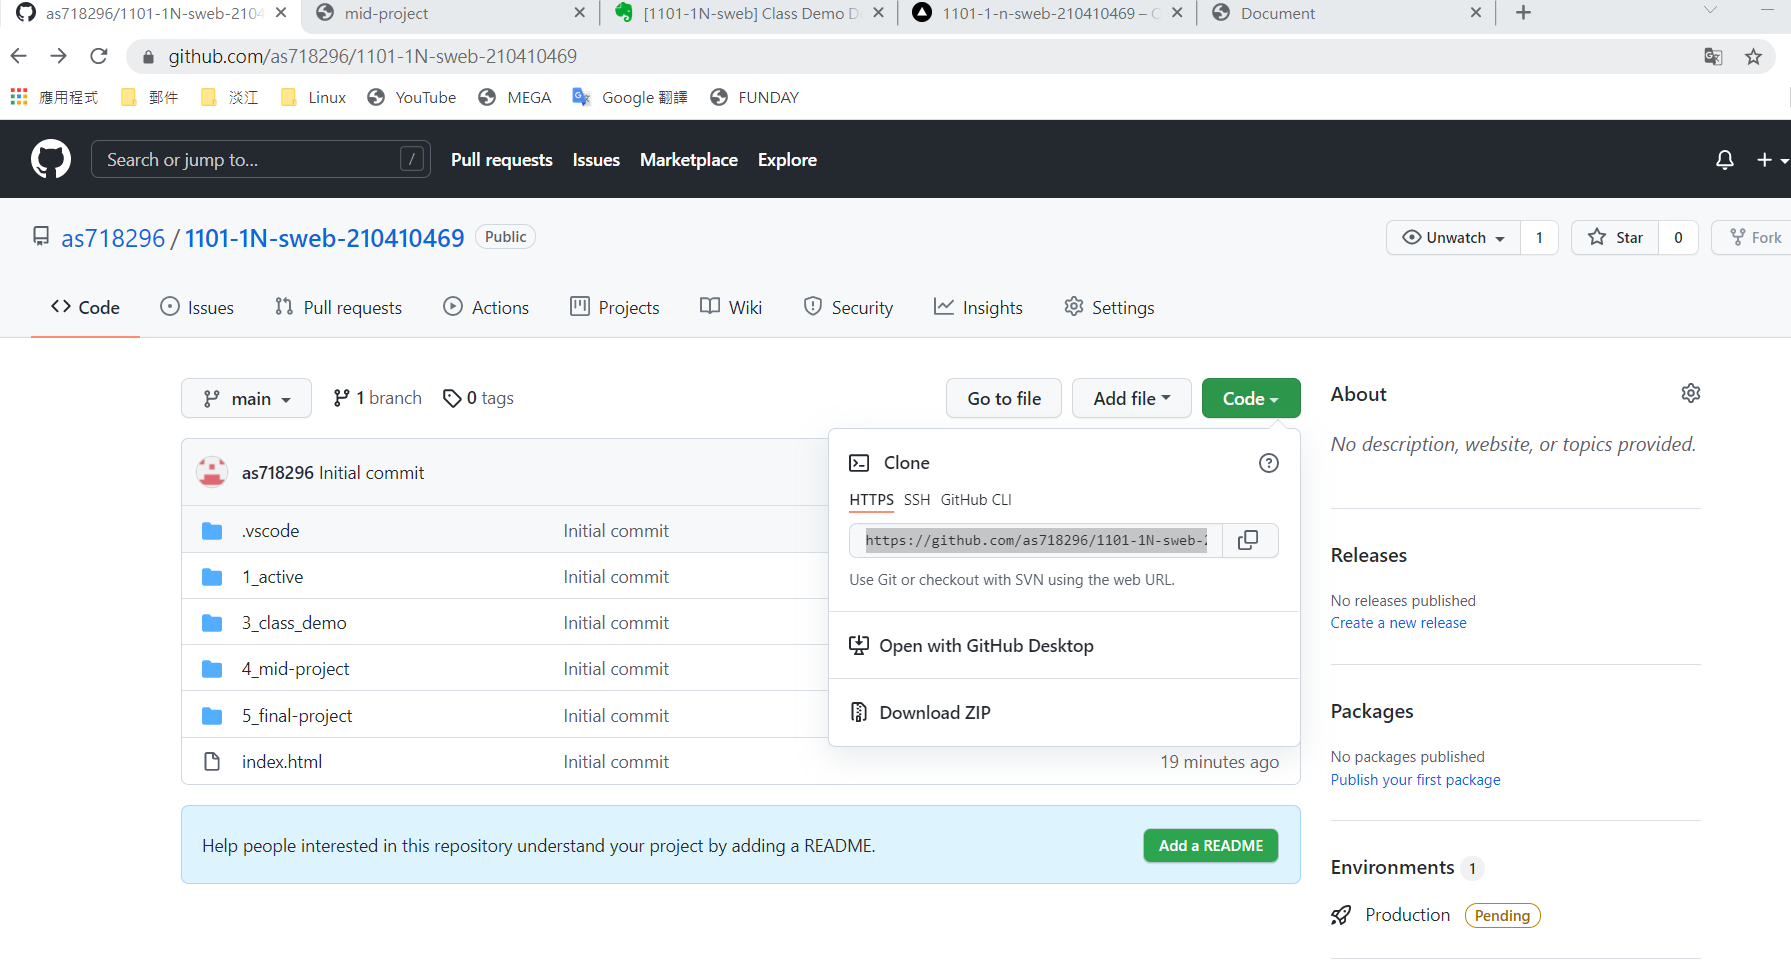 as718296/1101-1N-sweb-2104
mid-project
[1101-1N-sweb] Class Demo D
1101-1-n-sweb-210410469 – C
Document
github.com/as718296/1101-1N-sweb-210410469
應用程式 郵件 淡江 Linux YouTube MEGA Google 翻譯 FUNDAY
Search or jump to... / Pull requests Issues Marketplace Explore
as718296 / 1101-1N-sweb-210410469 Public
Unwatch 1 Star 0 Fork
Code Issues Pull requests Actions Projects Wiki Security Insights Settings
main 1 branch 0 tags Go to file Add file Code
as718296 Initial commit
.vscode Initial commit
1_active Initial commit
3_class_demo Initial commit
4_mid-project Initial commit
5_final-project Initial commit
index.html Initial commit 19 minutes ago
Clone
HTTPS SSH GitHub CLI
https://github.com/as718296/1101-1N-sweb-2
Use Git or checkout with SVN using the web URL.
Open with GitHub Desktop
Download ZIP
Help people interested in this repository understand your project by adding a README. Add a README
About
No description, website, or topics provided.
Releases
No releases published
Create a new release
Packages
No packages published
Publish your first package
Environments 1
Production Pending